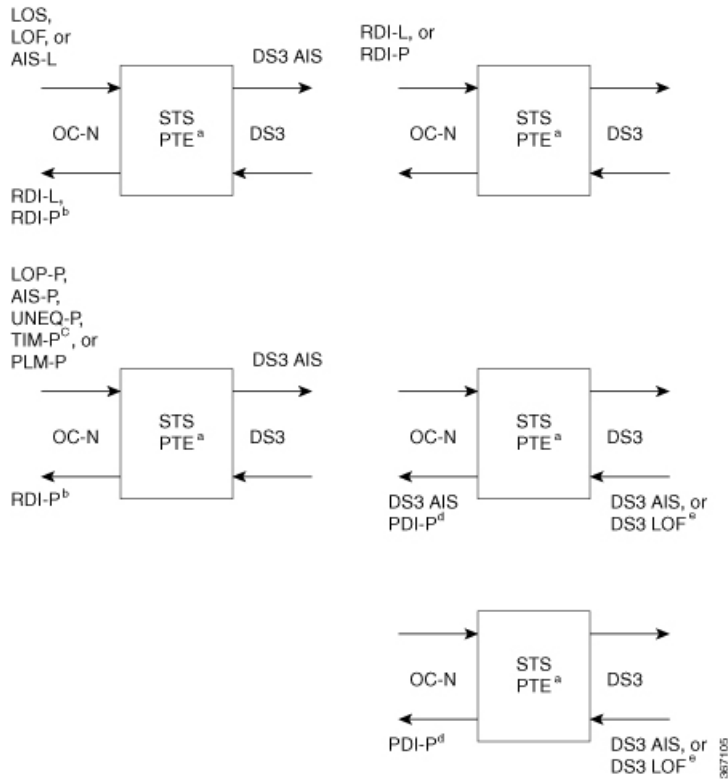 LOS,
LOF, or
AIS-L
DS3 AIS
STS
PTE a
OC-N
DS3
RDI-L,
RDI-P b
RDI-L, or
RDI-P
STS
PTE a
OC-N
DS3
LOP-P,
AIS-P,
UNEQ-P,
TIM-P C, or
PLM-P
DS3 AIS
STS
PTE a
OC-N
DS3
RDI-P b
STS
PTE a
OC-N
DS3
DS3 AIS
PDI-P d
DS3 AIS, or
DS3 LOF e
STS
PTE a
OC-N
DS3
PDI-P d
DS3 AIS, or
DS3 LOF e
367105